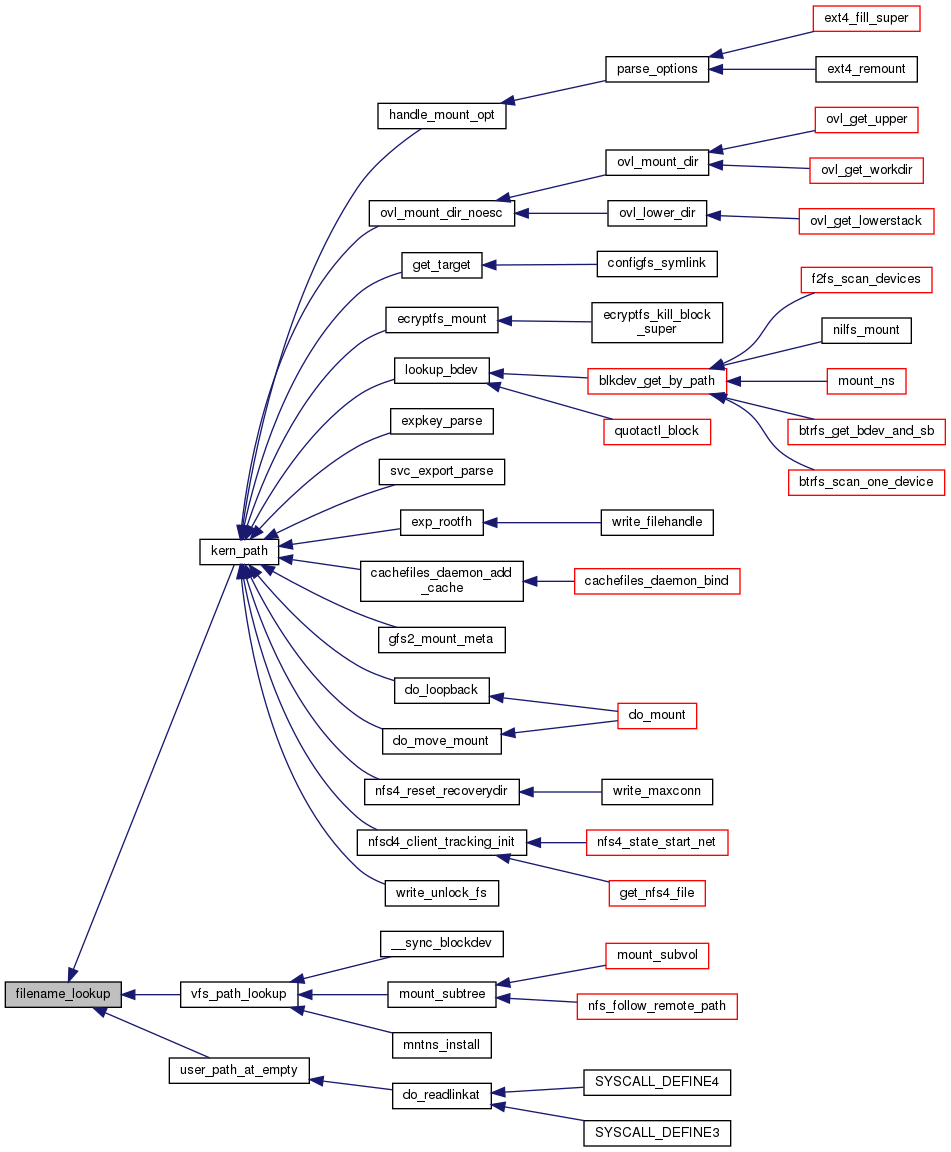 ext4_fill_super
parse_options
ext4_remount
handle_mount_opt
ovl_get_upper
ovl_mount_dir
ovl_get_workdir
ovl_mount_dir_noesc
ovl_lower_dir
ovl_get_lowerstack
get_target
configfs_symlink
f2fs_scan_devices
ecryptfs_mount
ecryptfs_kill_block
_super
nilfs_mount
lookup_bdev
blkdev_get_by_path
mount_ns
expkey_parse
quotactl_block
btrfs_get_bdev_and_sb
svc_export_parse
btrfs_scan_one_device
exp_rootfh
write_filehandle
kern_path
cachefiles_daemon_add
_cache
cachefiles_daemon_bind
gfs2_mount_meta
do_loopback
do_mount
do_move_mount
nfs4_reset_recoverydir
write_maxconn
nfsd4_client_tracking_init
nfs4_state_start_net
write_unlock_fs
get_nfs4_file
__sync_blockdev
mount_subvol
filename_lookup
vfs_path_lookup
mount_subtree
nfs_follow_remote_path
mntns_install
user_path_at_empty
do_readlinkat
SYSCALL_DEFINE4
SYSCALL_DEFINE3